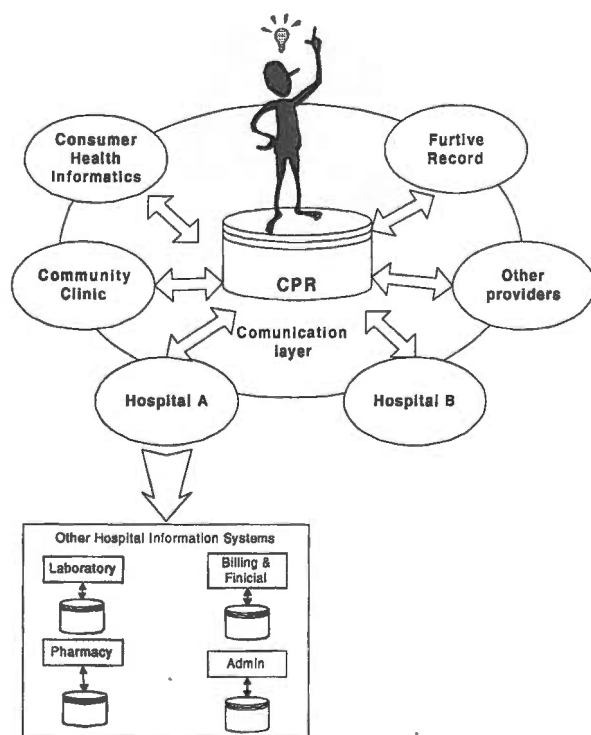 Consumer
Health
Informatics
Furtive
Record
Community
Clinic
CPR
Other
providers
Comunication
layer
Hospital A
Hospital B
Other Hospital Information Systems
Laboratory
Billing &
Finicial
Pharmacy
Admin